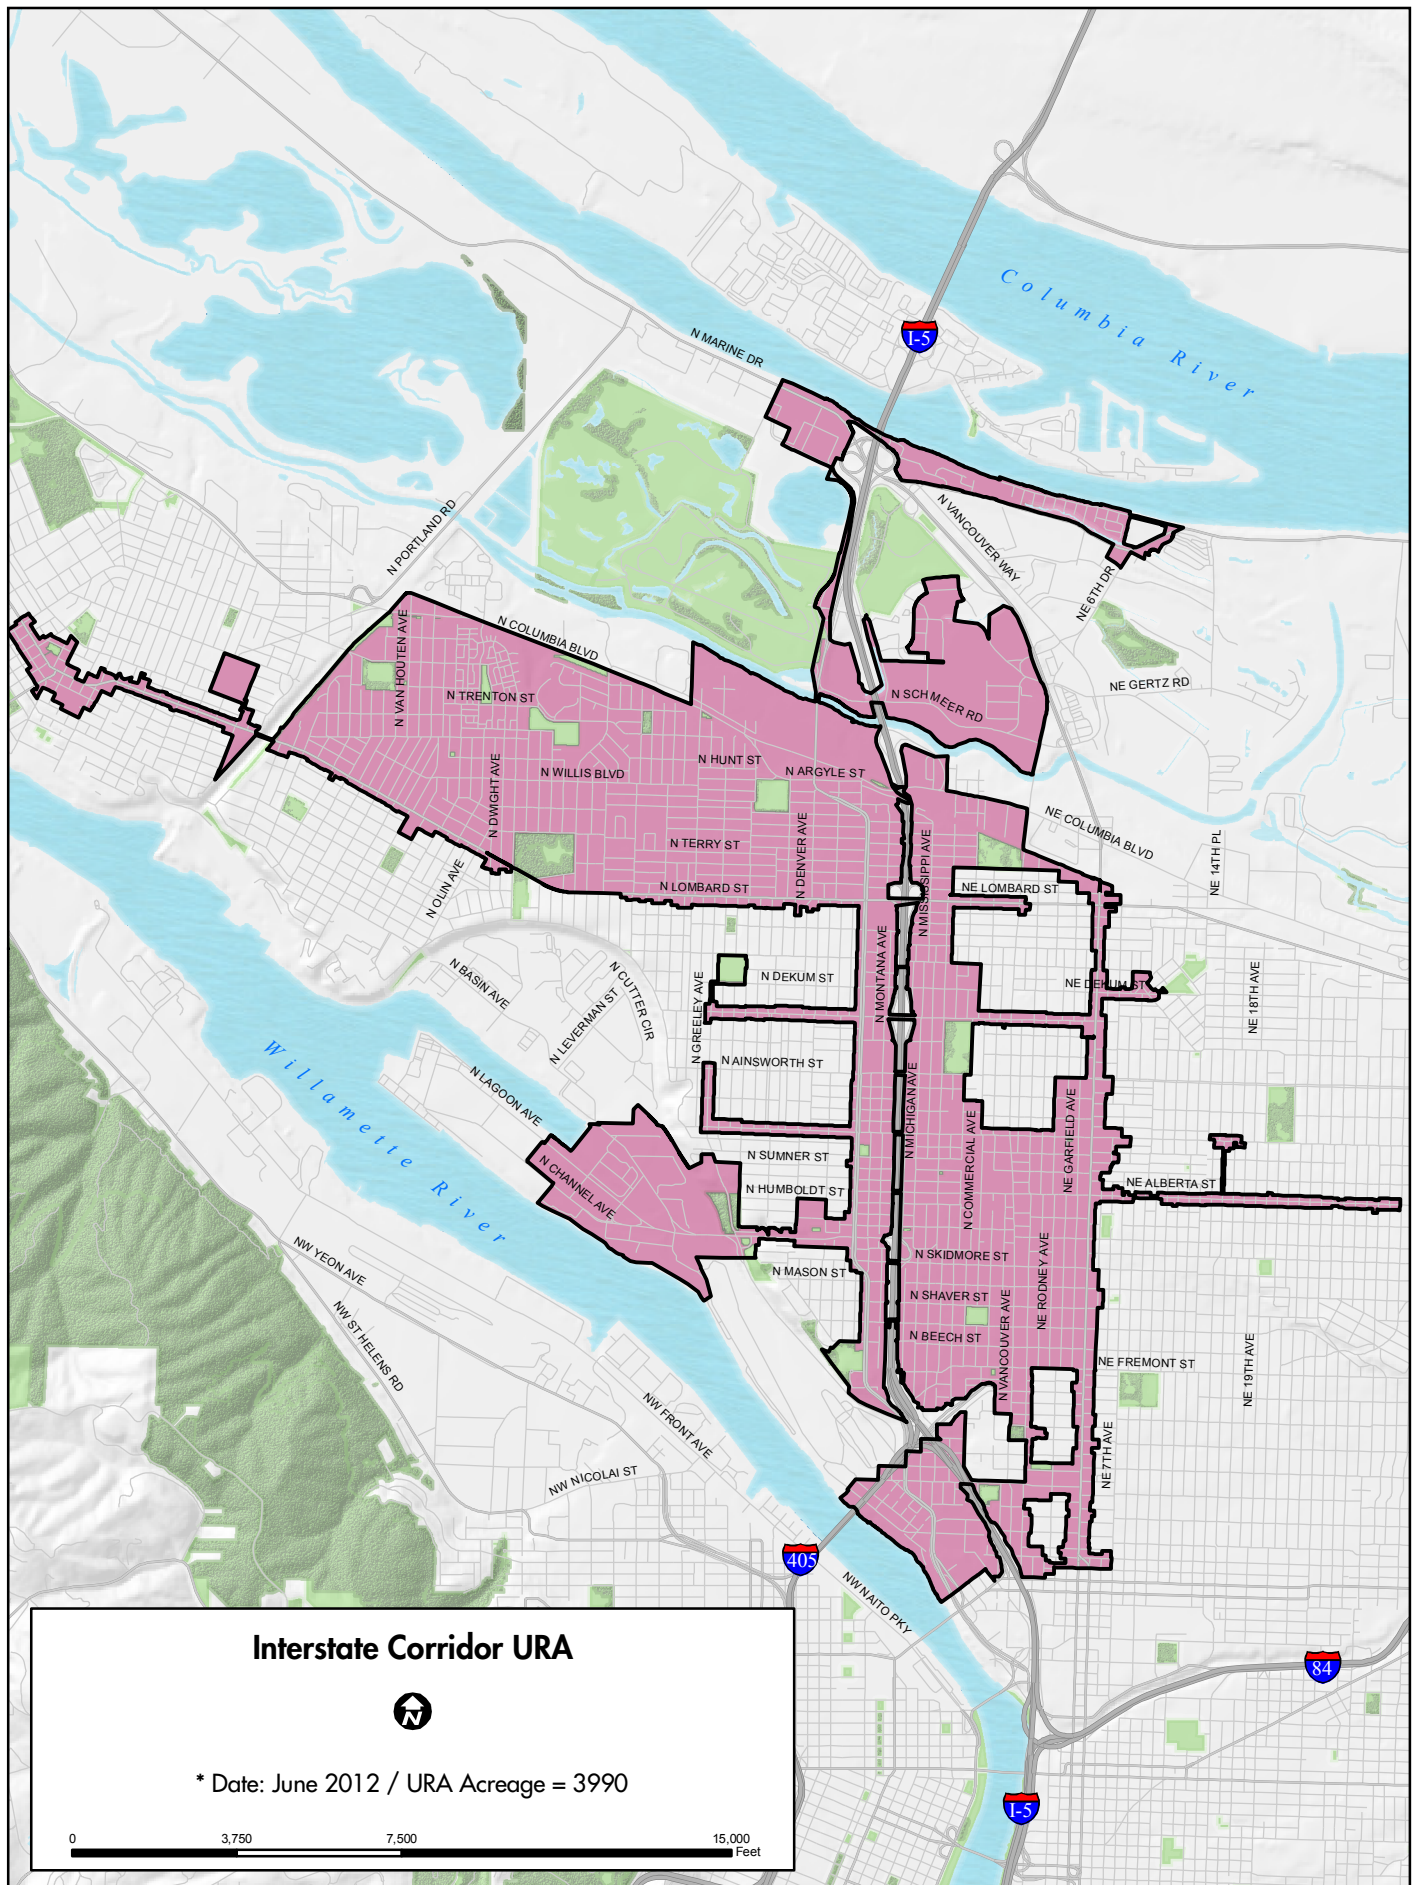 Columbia River
I-5
N MARINE DR
N VANCOUVER WAY
N PORTLAND RD
NE 6TH DR
N VAN HOUTEN AVE
N COLUMBIA BLVD
NE GERTZ RD
N TRENTON ST
N SCHMEER RD
N HUNT ST
N WILLIS BLVD
N ARGYLE ST
N DWIGHT AVE
NE COLUMBIA BLVD
N TERRY ST
N DENVER AVE
N MISSISSIPPI AVE
NE 14TH PL
N OLIN AVE
N LOMBARD ST
NE LOMBARD ST
N BASIN AVE
N CUTTER CIR
N DEKUM ST
N MONTANA AVE
NE DEKUM ST
NE 18TH AVE
N LEVERMAN ST
N GREELEY AVE
Willamette River
N AINSWORTH ST
N LAGOON AVE
N MICHIGAN AVE
N COMMERCIAL AVE
NE GARFIELD AVE
N SUMNER ST
N CHANNEL AVE
N HUMBOLDT ST
NE ALBERTA ST
N SKIDMORE ST
NE RODNEY AVE
NW YEON AVE
N MASON ST
N SHAVER ST
NW ST HELENS RD
N BEECH ST
N VANCOUVER AVE
NE FREMONT ST
NE 19TH AVE
NW FRONT AVE
NE 7TH AVE
NW NICOLAI ST
405
NW NAITO PKY
84
I-5
Interstate Corridor URA
N
* Date: June 2012 / URA Acreage = 3990
0 3,750 7,500 15,000
Feet